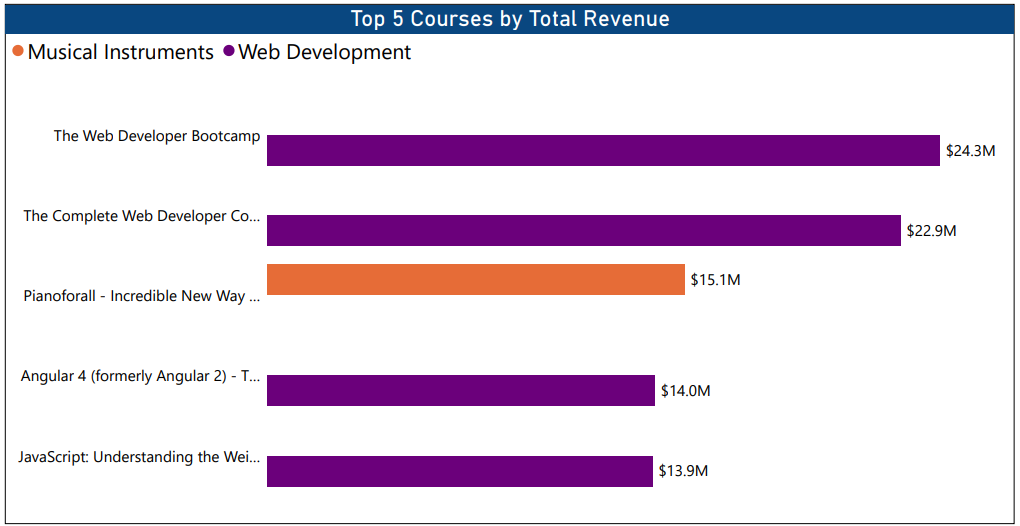 Top 5 Courses by Total Revenue
Musical Instruments Web Development
The Web Developer Bootcamp $24.3M
The Complete Web Developer Co... $22.9M
Pianoforall - Incredible New Way ... $15.1M
Angular 4 (formerly Angular 2) - T... $14.0M
JavaScript: Understanding the Wei... $13.9M